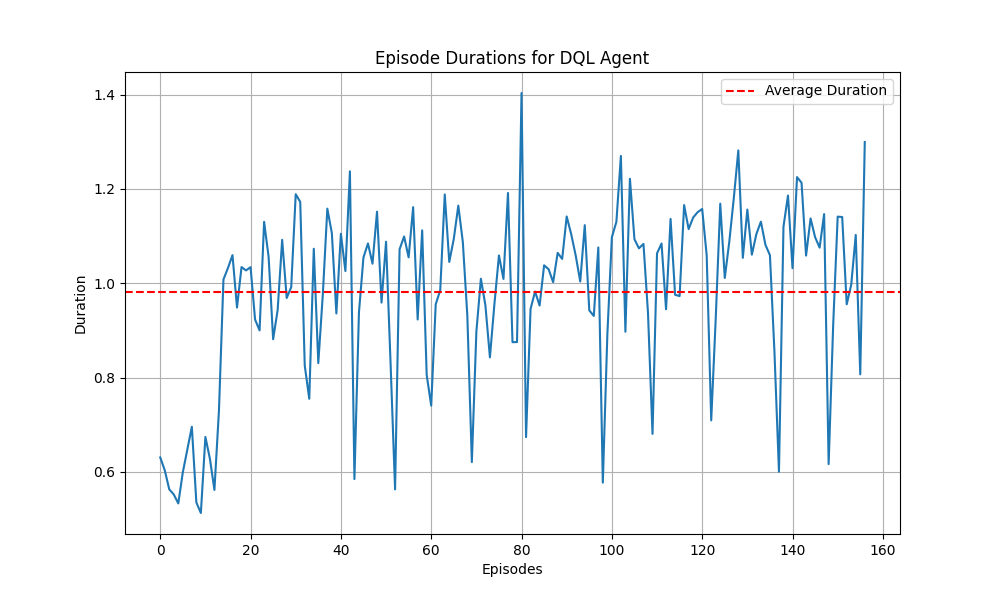 Episode Durations for DQL Agent
Average Duration
1.4
1.2
1.0
0.8
0.6
Duration
0 20 40 60 80 100 120 140 160
Episodes